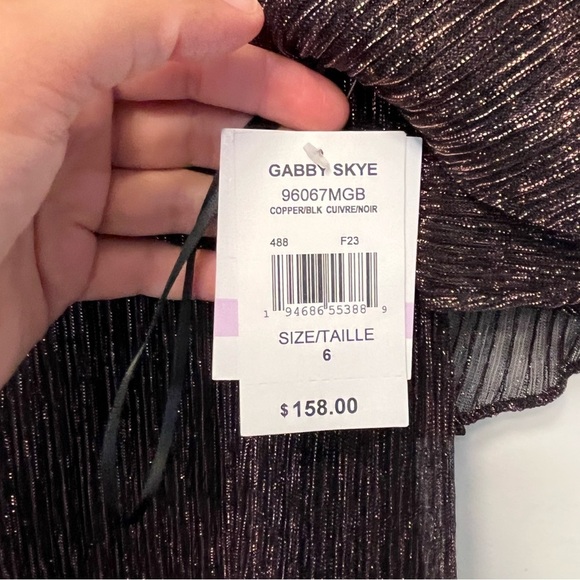 GABBY SKYE
96067MGB
COPPER/BLK CUIVRE/NOIR
488 F23
1 94686 55388 9
SIZE/TAILLE
6
$158.00